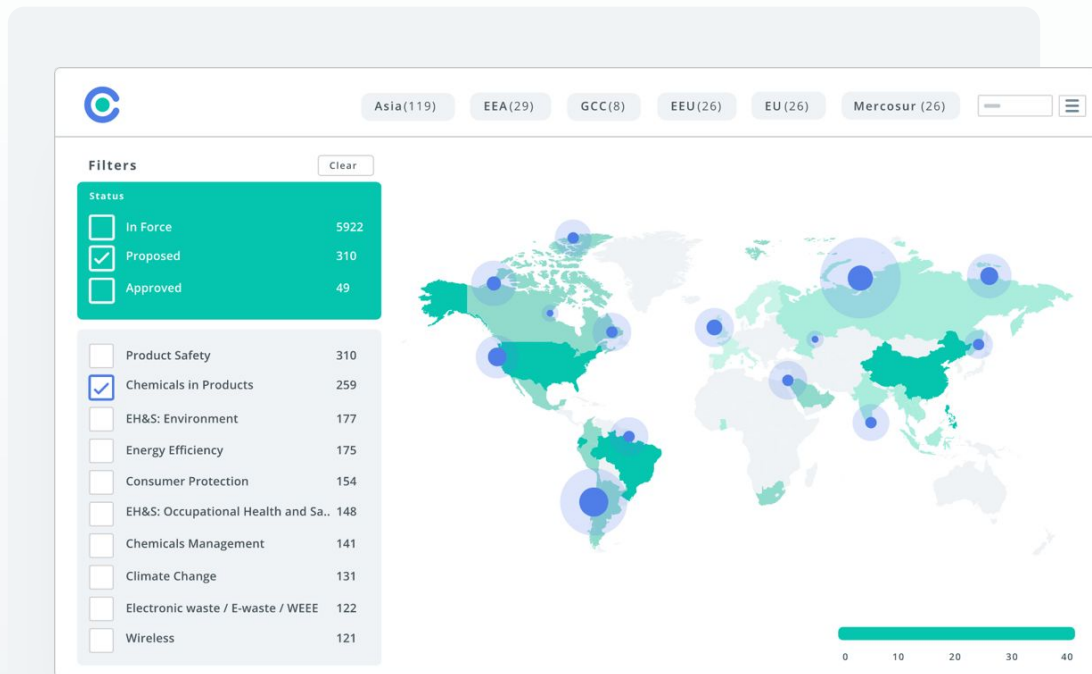 Asia(119) EEA(29) GCC(8) EEU(26) EU(26) Mercosur (26)
Filters Clear
Status
In Force 5922
Proposed 310
Approved 49
Product Safety 310
Chemicals in Products 259
EH&S: Environment 177
Energy Efficiency 175
Consumer Protection 154
EH&S: Occupational Health and Sa.. 148
Chemicals Management 141
Climate Change 131
Electronic waste / E-waste / WEEE 122
Wireless 121
0 10 20 30 40